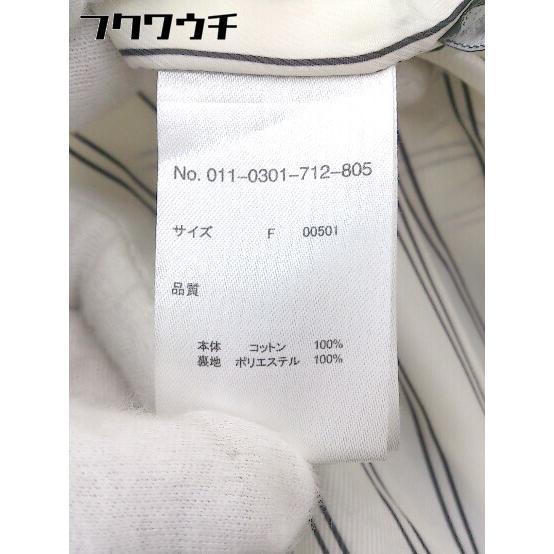 フクワウチ
No. 011-0301-712-805
サイズ F 00501
品質
本体 コットン 100%
裏地 ポリエステル 100%